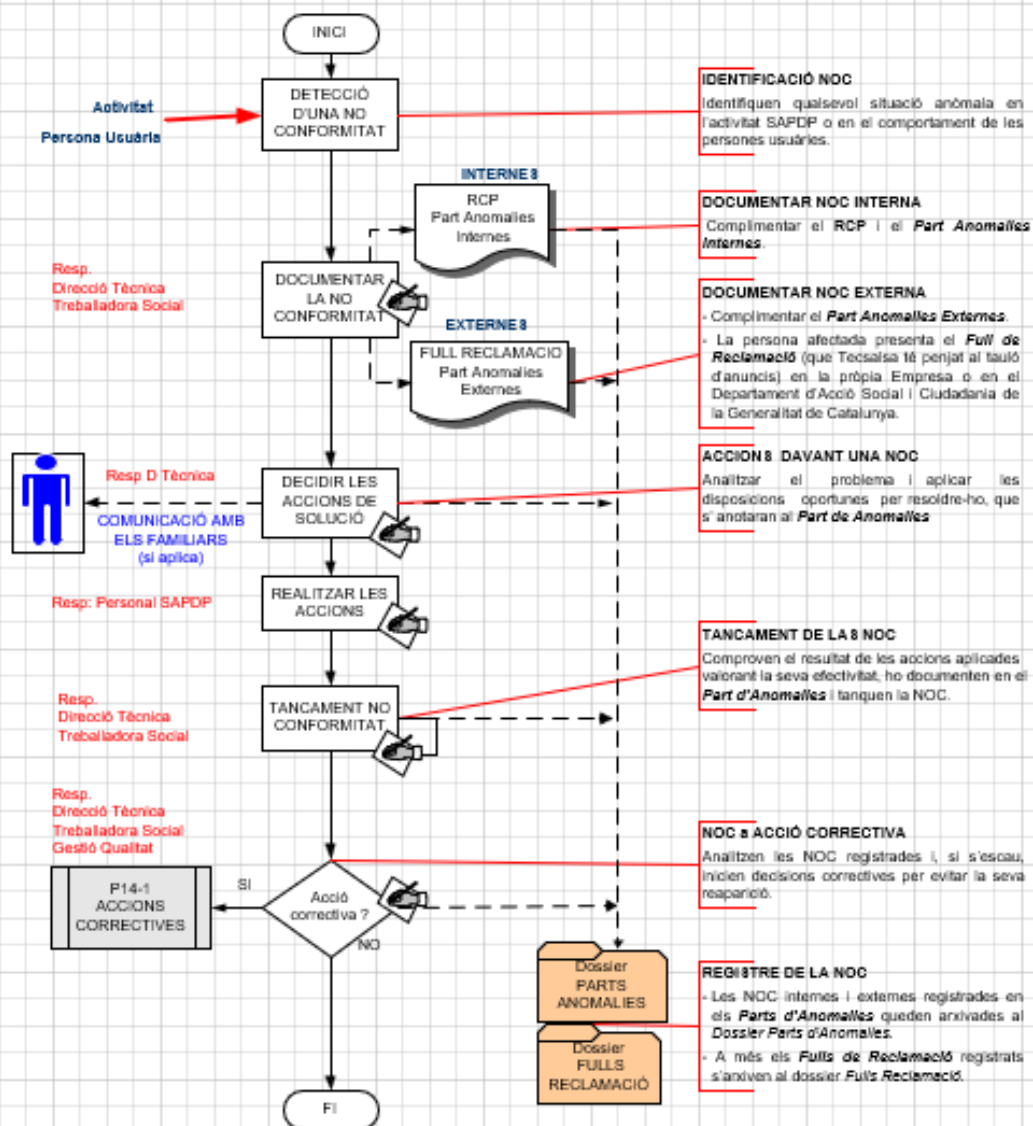 INICI
DETECCIÓ
D'UNA NO
CONFORMITAT
Activitat
Persona Usuària
IDENTIFICACIÓ NOC
Identifiquen qualsevol situació anòmala en
l'activitat SAPDP o en el comportament de les
persones usuàries.
INTERNES
RCP
Part Anomalies
Internes
DOCUMENTAR NOC INTERNA
Complimentar el RCP i el Part Anomalies
Internes.
Resp.
Direcció Tècnica
Treballadora Social
DOCUMENTAR
LA NO
CONFORMITAT
EXTERNES
FULL RECLAMACIO
Part Anomalies
Externes
DOCUMENTAR NOC EXTERNA
- Complimentar el Part Anomalies Externes.
- La persona afectada presenta el Full de
Reclamació (que Tecsalsa té penjat al tauló
d'anuncis) en la pròpia Empresa o en el
Departament d'Acció Social i Ciudadania de
la Generalitat de Catalunya.
Resp D Tècnica
COMUNICACIÓ AMB
ELS FAMILIARS
(si aplica)
DECIDIR LES
ACCIONS DE
SOLUCIÓ
ACCIONS DAVANT UNA NOC
Analitzar el problema i aplicar les
disposicions oportunes per resoldre-ho, que
s'anotaran al Part de Anomalies
Resp: Personal SAPDP
REALITZAR LES
ACCIONS
TANCAMENT DE LAS NOC
Comproven el resultat de les accions aplicades
valorant la seva efectivitat, ho documenten en el
Part d'Anomalies i tanquen la NOC.
Resp.
Direcció Tècnica
Treballadora Social
TANCAMENT NO
CONFORMITAT
Resp.
Direcció Tècnica
Treballadora Social
Gestió Qualitat
P14-1
ACCIONS
CORRECTIVES
SI
Acció
correctiva ?
NO
NOC a ACCIÓ CORRECTIVA
Analitzen les NOC registrades i, si s'escau,
inicien decisions correctives per evitar la seva
reaparició.
Dossier
PARTS
ANOMALIES
Dossier
FULLS
RECLAMACIÓ
REGISTRE DE LA NOC
- Les NOC internes i externes registrades en
els Parts d'Anomalies queden arxivades al
Dossier Parts d'Anomalies.
- A més els Fulls de Reclamació registrats
s'arxiven al dossier Fulls Reclamació.
FI